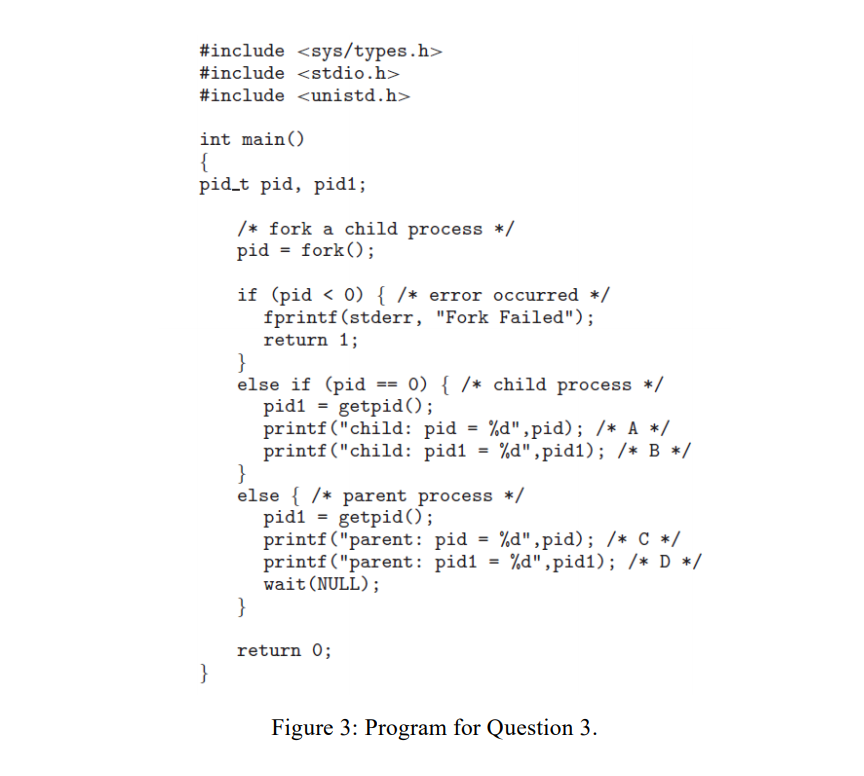 #include <sys/types.h>
#include <stdio.h>
#include <unistd.h>
int main()
{
pid_t pid, pid1;
/* fork a child process */
pid = fork();
if (pid < 0) { /* error occurred */
fprintf(stderr, "Fork Failed");
return 1;
}
else if (pid == 0) { /* child process */
pid1 = getpid();
printf("child: pid = %d",pid); /* A */
printf("child: pid1 = %d",pid1); /* B */
}
else { /* parent process */
pid1 = getpid();
printf("parent: pid = %d",pid); /* C */
printf("parent: pid1 = %d",pid1); /* D */
wait(NULL);
}
return 0;
}
Figure 3: Program for Question 3.